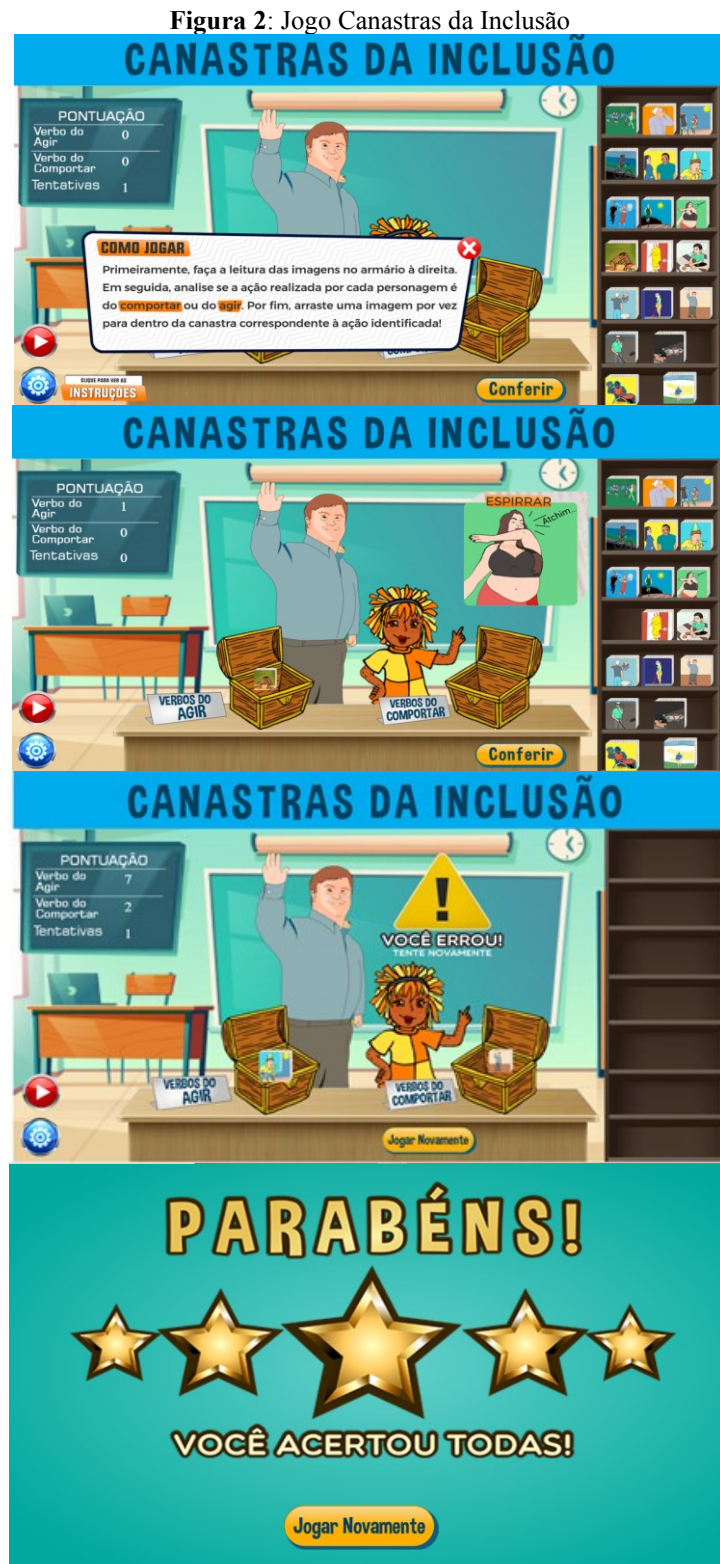 Figura 2: Jogo Canastras da Inclusão
CANASTRAS DA INCLUSÃO
PONTUAÇÃO
Verbo do Agir 0
Verbo do Comportar 0
Tentativas 1
COMO JOGAR
Primeiramente, faça a leitura das imagens no armário à direita.
Em seguida, analise se a ação realizada por cada personagem é
do comportar ou do agir. Por fim, arraste uma imagem por vez
para dentro da canastra correspondente à ação identificada!
CLIQUE PARA VER AS
INSTRUÇÕES
Conferir
CANASTRAS DA INCLUSÃO
PONTUAÇÃO
Verbo do Agir 1
Verbo do Comportar 0
Tentativas 0
ESPIRRAR
Atchim..
VERBOS DO
AGIR
VERBOS DO
COMPORTAR
Conferir
CANASTRAS DA INCLUSÃO
PONTUAÇÃO
Verbo do Agir 7
Verbo do Comportar 2
Tentativas 1
VOCÊ ERROU!
TENTE NOVAMENTE
VERBOS DO
AGIR
VERBOS DO
COMPORTAR
Jogar Novamente
PARABÉNS!
VOCÊ ACERTOU TODAS!
Jogar Novamente